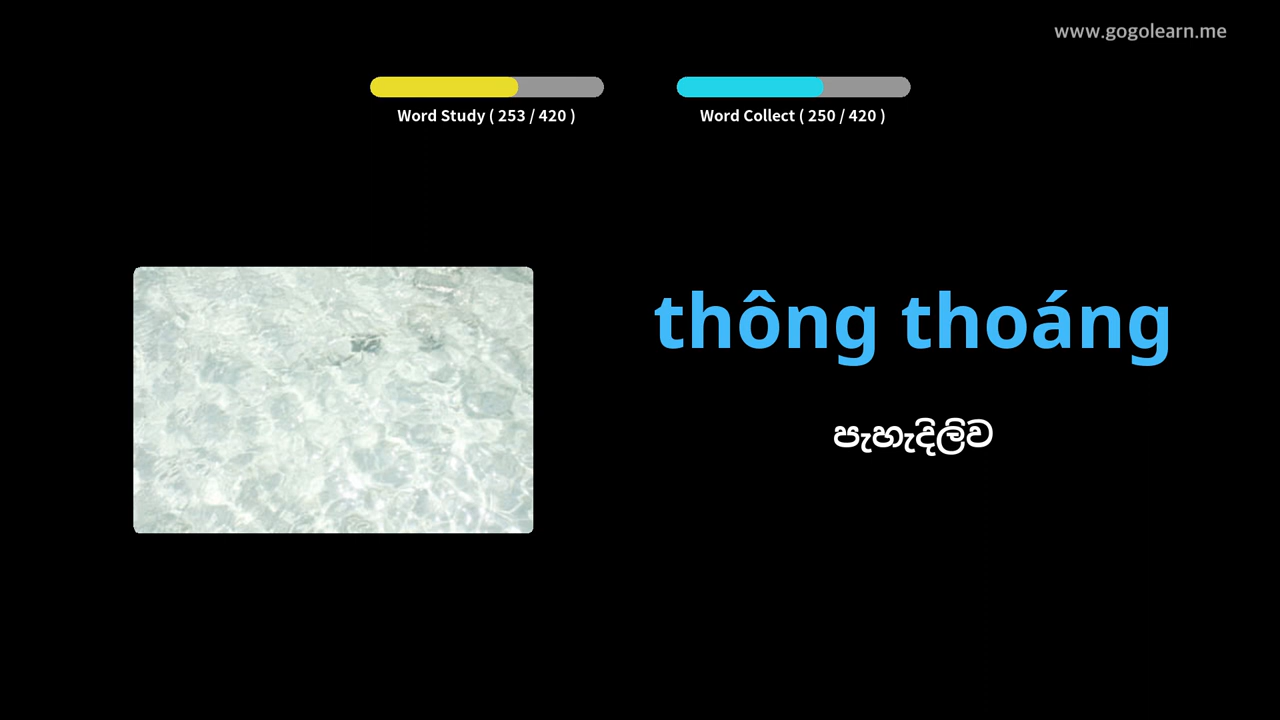 www.gogolearn.me
Word Study ( 253 / 420 )
Word Collect ( 250 / 420 )
thông thoáng
පැහැදිලිව